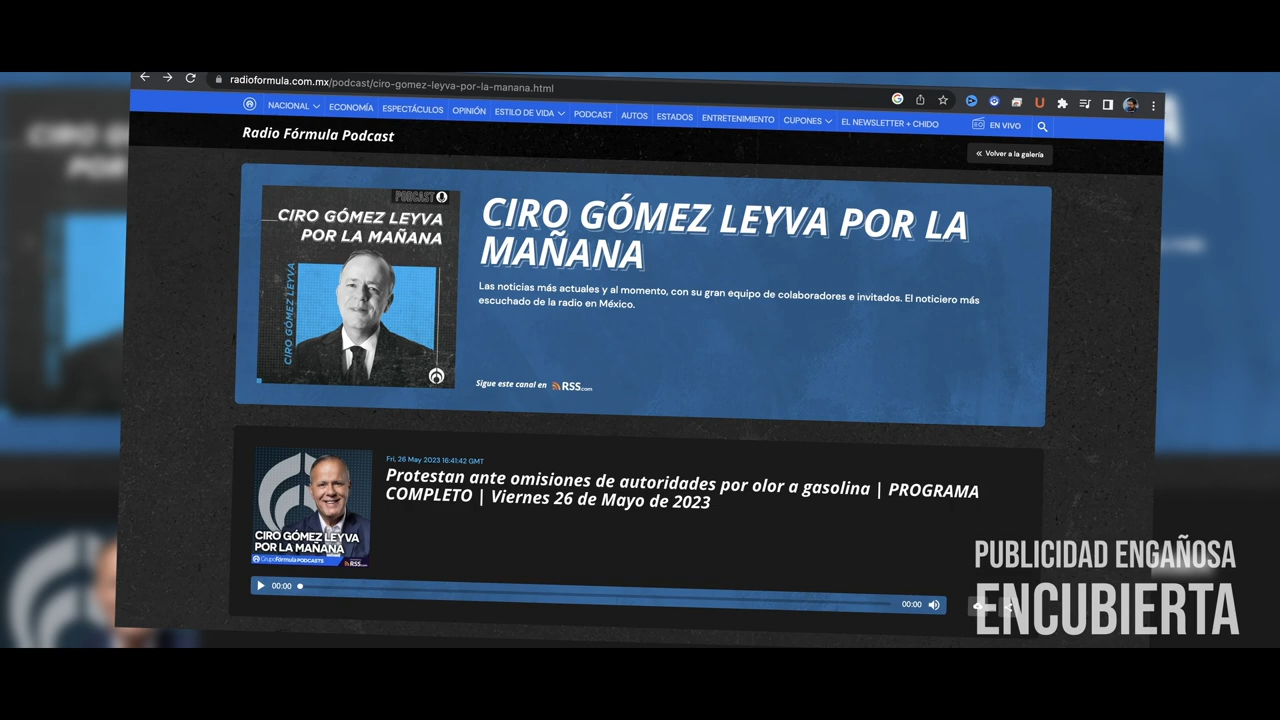 radioformula.com.mx/podcast/ciro-gomez-leyva-por-la-manana.html
NACIONAL ECONOMÍA ESPECTÁCULOS OPINIÓN ESTILO DE VIDA PODCAST AUTOS ESTADOS ENTRETENIMIENTO CUPONES EL NEWSLETTER + CHIDO EN VIVO
Radio Fórmula Podcast
« Volver a la galería
PODCAST
CIRO GÓMEZ LEYVA
POR LA MAÑANA
CIRO GÓMEZ LEYVA
CIRO GÓMEZ LEYVA POR LA
MAÑANA
Las noticias más actuales y al momento, con su gran equipo de colaboradores e invitados. El noticiero más
escuchado de la radio en México.
Sigue este canal en RSS.com
Fri, 26 May 2023 16:41:42 GMT
Protestan ante omisiones de autoridades por olor a gasolina | PROGRAMA
COMPLETO | Viernes 26 de Mayo de 2023
CIRO GÓMEZ LEYVA
POR LA MAÑANA
GrupoFórmula PODCASTS
RSS.com
00:00
00:00
PUBLICIDAD ENGAÑOSA
ENCUBIERTA